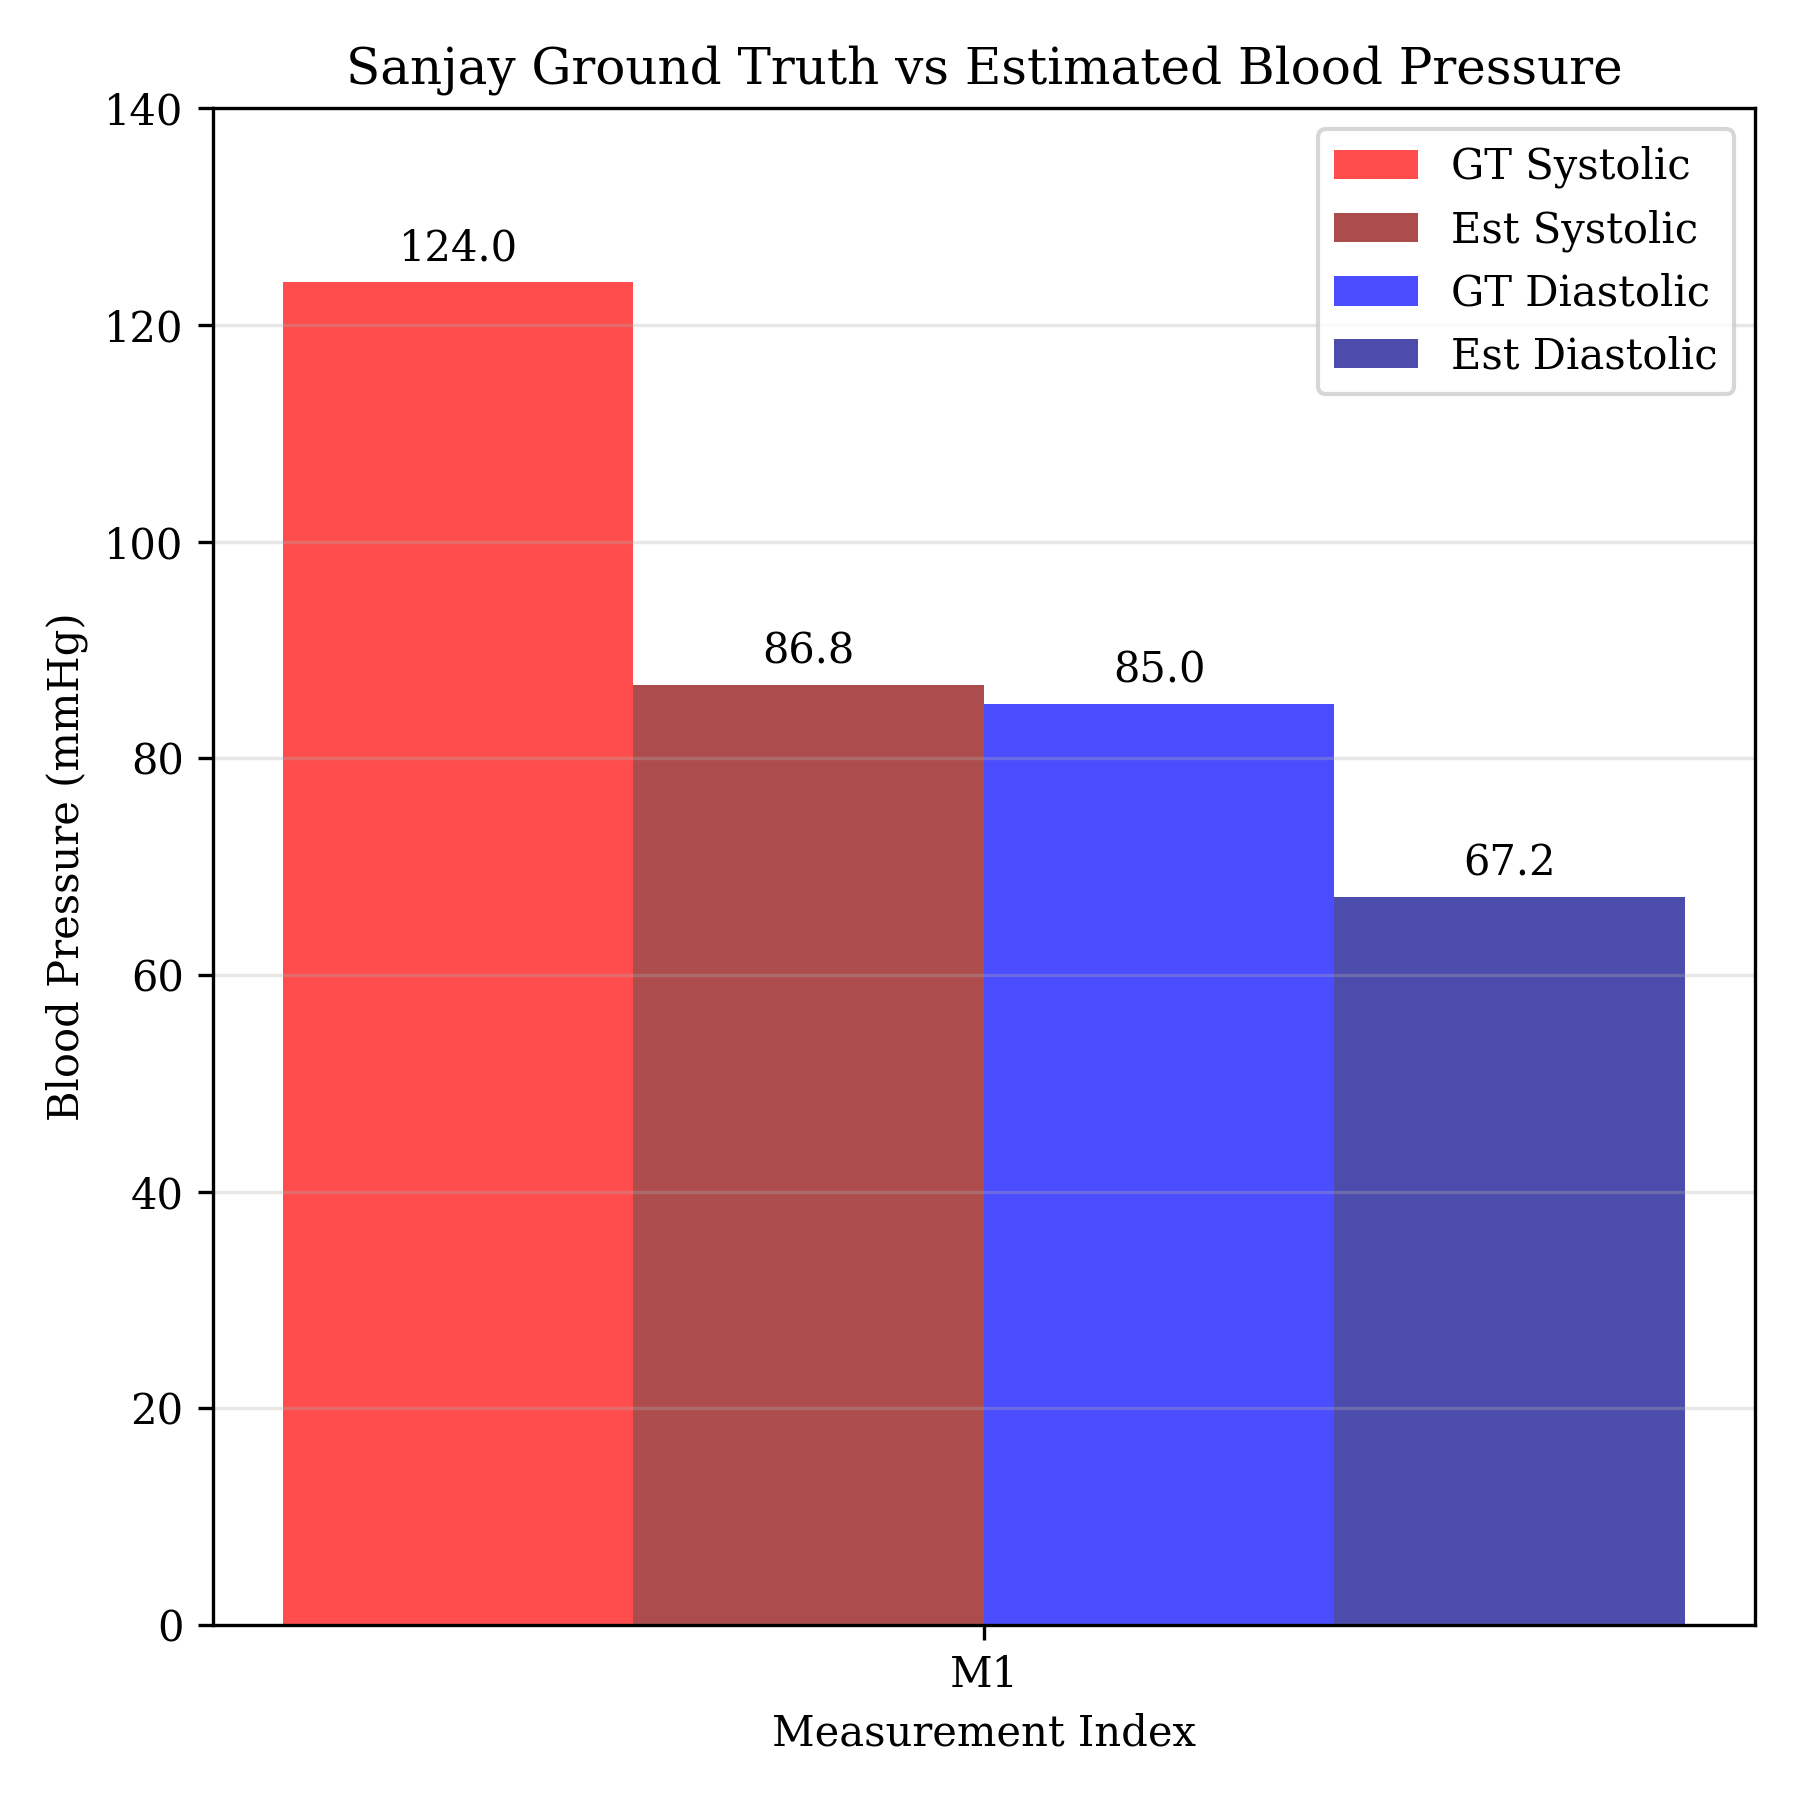 Sanjay Ground Truth vs Estimated Blood Pressure
140
120
100
80
60
40
20
0
Blood Pressure (mmHg)
124.0
86.8
85.0
67.2
GT Systolic
Est Systolic
GT Diastolic
Est Diastolic
M1
Measurement Index